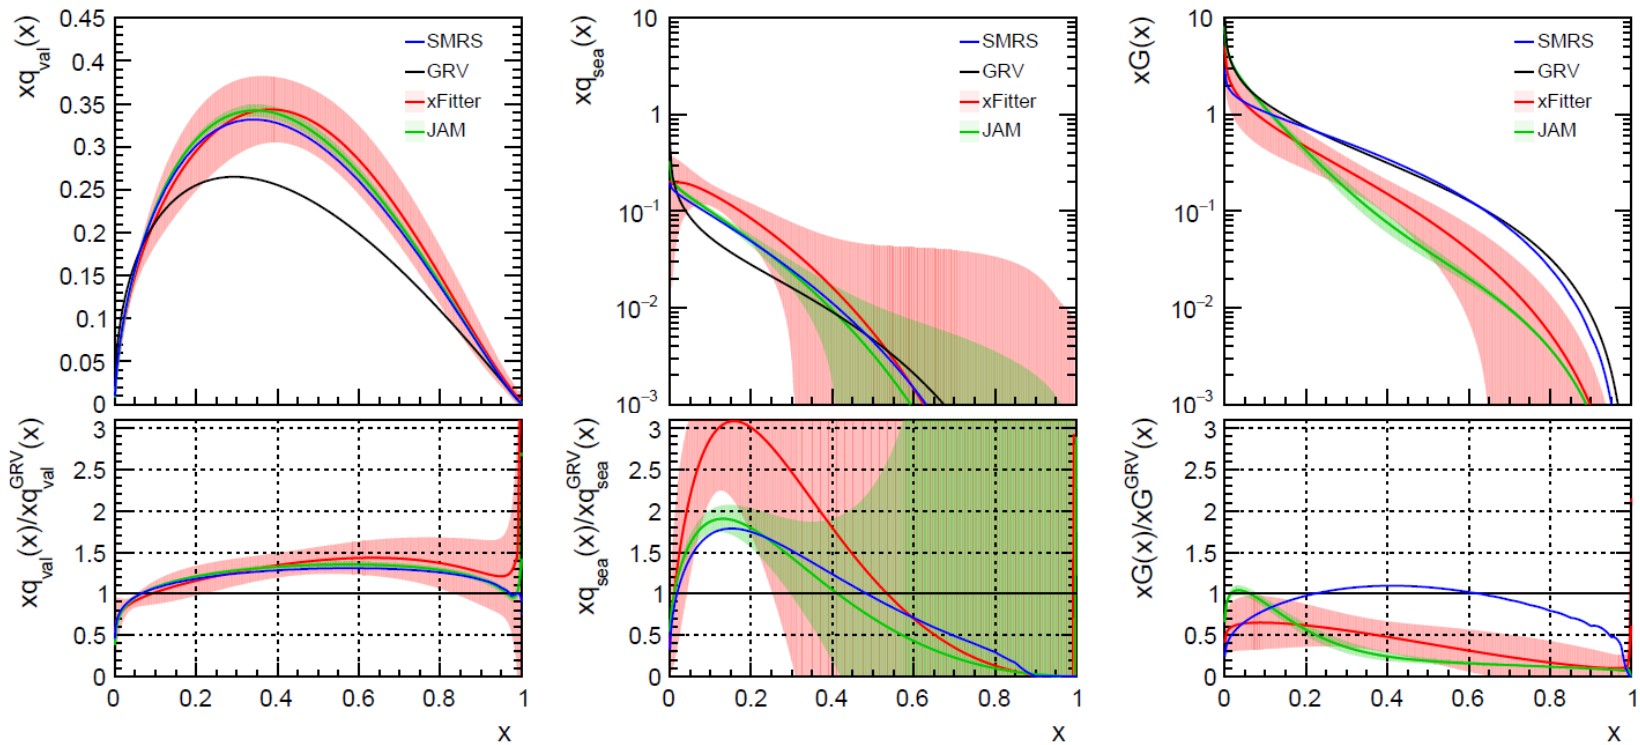 xq_val(x)
0.45
0.4
0.35
0.3
0.25
0.2
0.15
0.1
0.05
0
SMRS
GRV
xFitter
JAM
xq_sea(x)
10
1
10^−1
10^−2
10^−3
SMRS
GRV
xFitter
JAM
xG(x)
10
1
10^−1
10^−2
10^−3
SMRS
GRV
xFitter
JAM
xq_val(x)/xq_val^GRV(x)
3
2.5
2
1.5
1
0.5
0
0 0.2 0.4 0.6 0.8 1
x
xq_sea(x)/xq_sea^GRV(x)
3
2.5
2
1.5
1
0.5
0
0 0.2 0.4 0.6 0.8 1
x
xG(x)/xG^GRV(x)
3
2.5
2
1.5
1
0.5
0
0 0.2 0.4 0.6 0.8 1
x